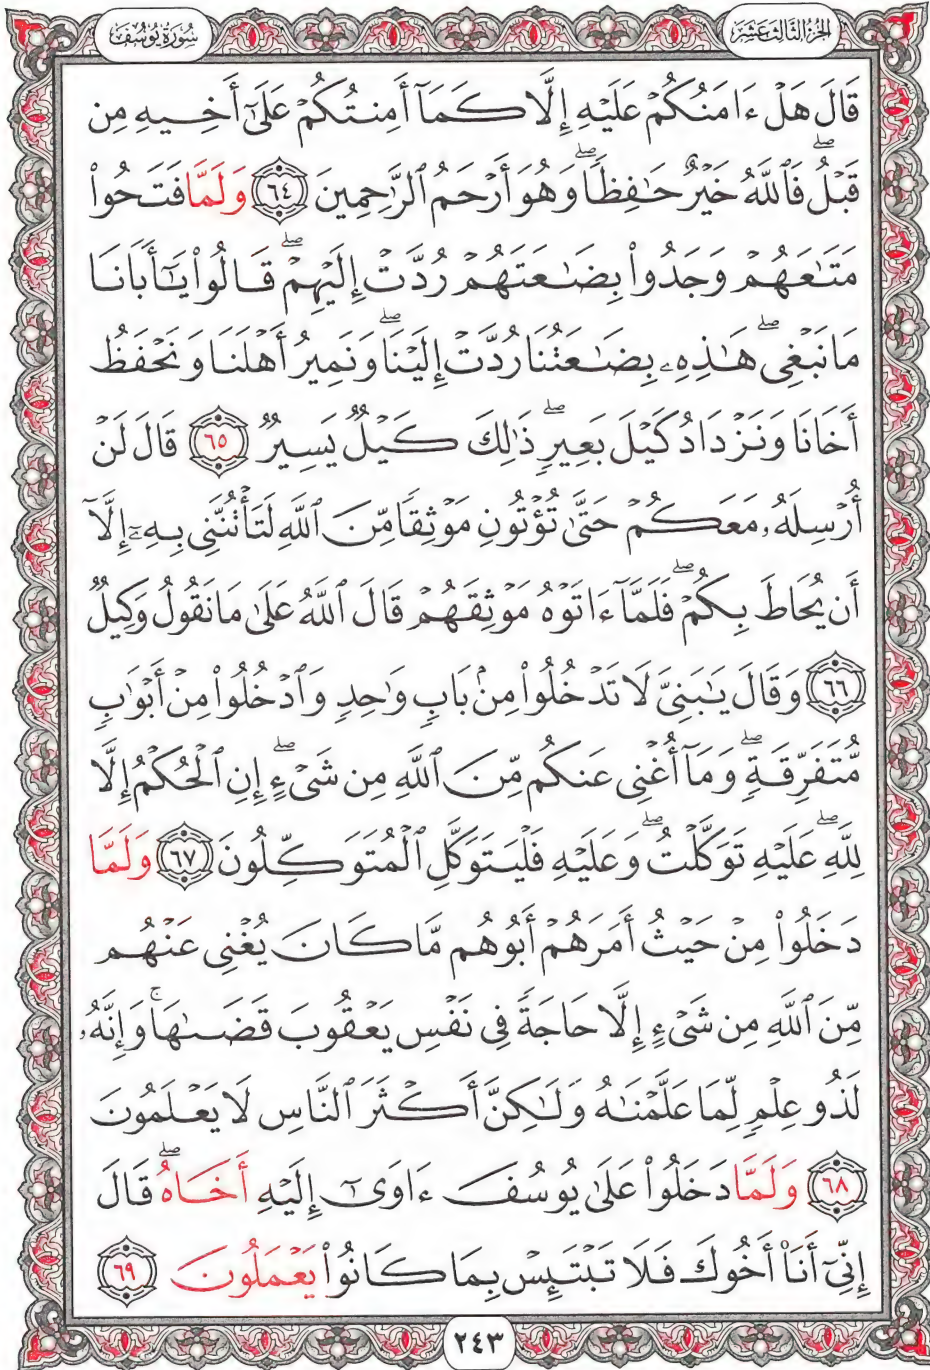 الجزء الثالث عشر
سورة يوسف
قَالَ هَلْ ءَامَنُكُمْ عَلَيْهِ إِلَّا كَمَآ أَمِنتُكُمْ عَلَىٰٓ أَخِيهِ مِن
قَبْلُ ۖ فَٱللَّهُ خَيْرٌ حَٰفِظًا ۖ وَهُوَ أَرْحَمُ ٱلرَّٰحِمِينَ ٦٤ وَلَمَّا فَتَحُوا۟
مَتَٰعَهُمْ وَجَدُوا۟ بِضَٰعَتَهُمْ رُدَّتْ إِلَيْهِمْ ۖ قَالُوا۟ يَٰٓأَبَانَا
مَا نَبْغِى ۖ هَٰذِهِۦ بِضَٰعَتُنَا رُدَّتْ إِلَيْنَا ۖ وَنَمِيرُ أَهْلَنَا وَنَحْفَظُ
أَخَانَا وَنَزْدَادُ كَيْلَ بَعِيرٍ ۖ ذَٰلِكَ كَيْلٌ يَسِيرٌ ٦٥ قَالَ لَنْ
أُرْسِلَهُۥ مَعَكُمْ حَتَّىٰ تُؤْتُونِ مَوْثِقًا مِّنَ ٱللَّهِ لَتَأْتُنَّنِى بِهِۦٓ إِلَّآ
أَن يُحَاطَ بِكُمْ ۖ فَلَمَّآ ءَاتَوْهُ مَوْثِقَهُمْ قَالَ ٱللَّهُ عَلَىٰ مَا نَقُولُ وَكِيلٌ
٦٦ وَقَالَ يَٰبَنِىَّ لَا تَدْخُلُوا۟ مِنۢ بَابٍ وَٰحِدٍ وَٱدْخُلُوا۟ مِنْ أَبْوَٰبٍ
مُّتَفَرِّقَةٍ ۖ وَمَآ أُغْنِى عَنكُم مِّنَ ٱللَّهِ مِن شَىْءٍ ۖ إِنِ ٱلْحُكْمُ إِلَّا
لِلَّهِ ۖ عَلَيْهِ تَوَكَّلْتُ ۖ وَعَلَيْهِ فَلْيَتَوَكَّلِ ٱلْمُتَوَكِّلُونَ ٦٧ وَلَمَّا
دَخَلُوا۟ مِنْ حَيْثُ أَمَرَهُمْ أَبُوهُم مَّا كَانَ يُغْنِى عَنْهُم
مِّنَ ٱللَّهِ مِن شَىْءٍ إِلَّا حَاجَةً فِى نَفْسِ يَعْقُوبَ قَضَىٰهَا ۚ وَإِنَّهُۥ
لَذُو عِلْمٍ لِّمَا عَلَّمْنَٰهُ وَلَٰكِنَّ أَكْثَرَ ٱلنَّاسِ لَا يَعْلَمُونَ
٦٨ وَلَمَّا دَخَلُوا۟ عَلَىٰ يُوسُفَ ءَاوَىٰٓ إِلَيْهِ أَخَاهُ ۖ قَالَ
إِنِّىٓ أَنَا۠ أَخُوكَ فَلَا تَبْتَئِسْ بِمَا كَانُوا۟ يَعْمَلُونَ ٦٩
٢٤٣